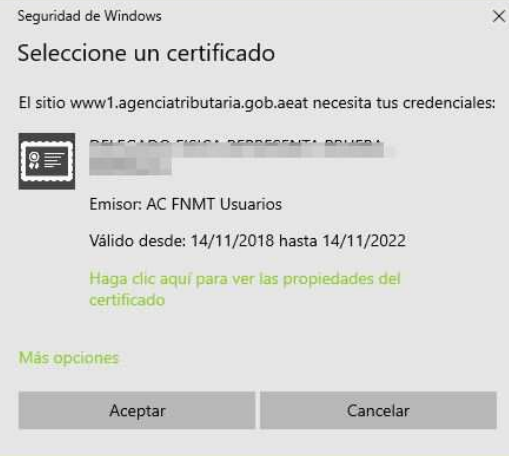 Seguridad de Windows
Seleccione un certificado
El sitio www1.agenciatributaria.gob.aeat necesita tus credenciales:
Emisor: AC FNMT Usuarios
Válido desde: 14/11/2018 hasta 14/11/2022
Haga clic aquí para ver las propiedades del
certificado
Más opciones
Aceptar
Cancelar